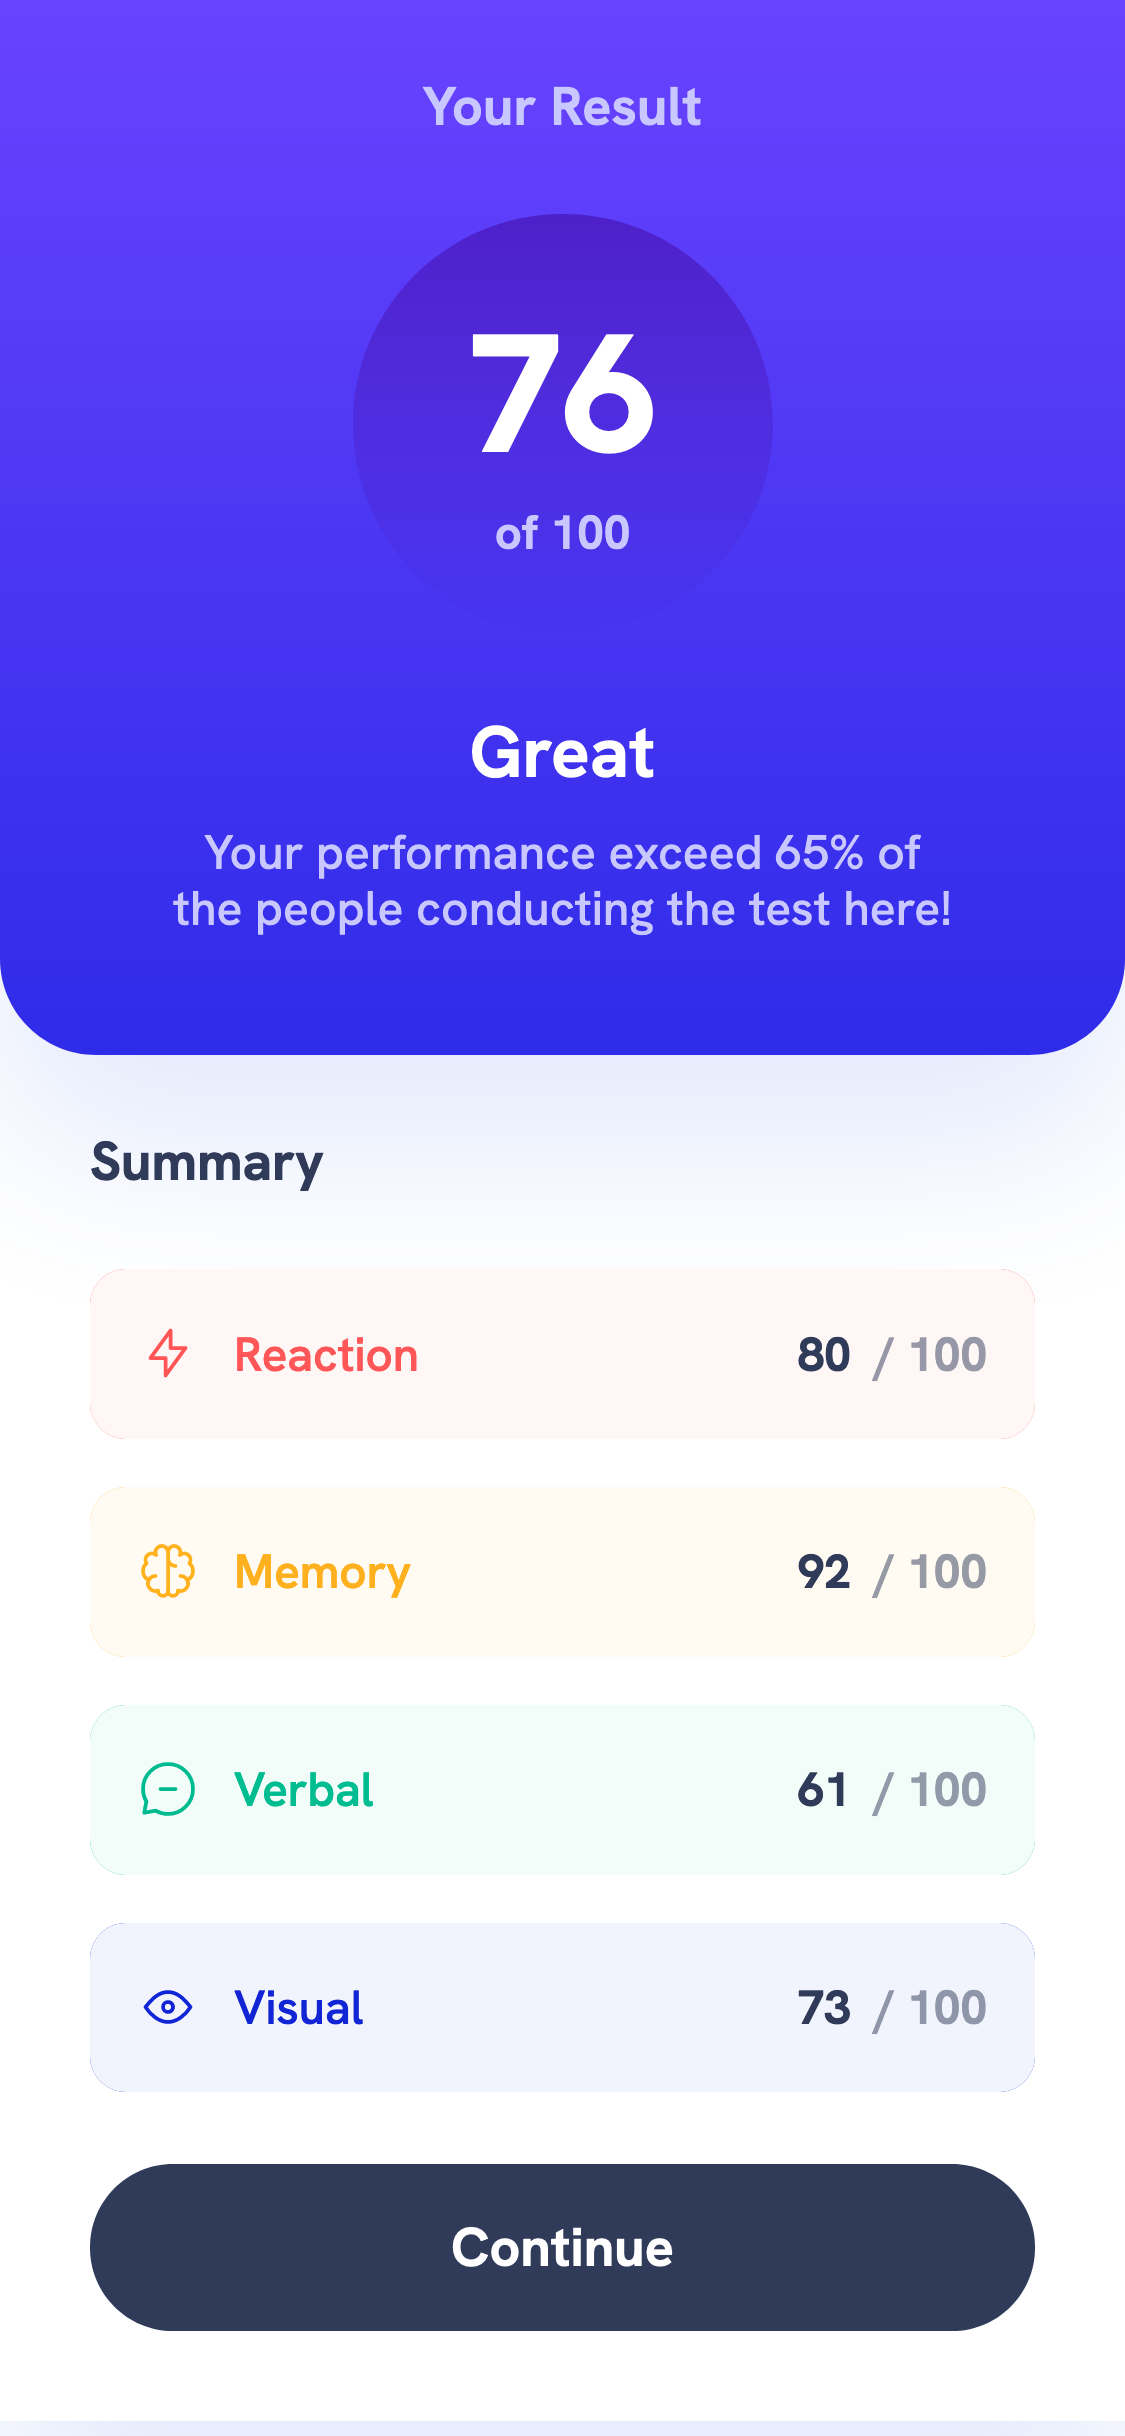 Your Result
76
of 100
Great
Your performance exceed 65% of
the people conducting the test here!
Summary
Reaction 80 / 100
Memory 92 / 100
Verbal 61 / 100
Visual 73 / 100
Continue